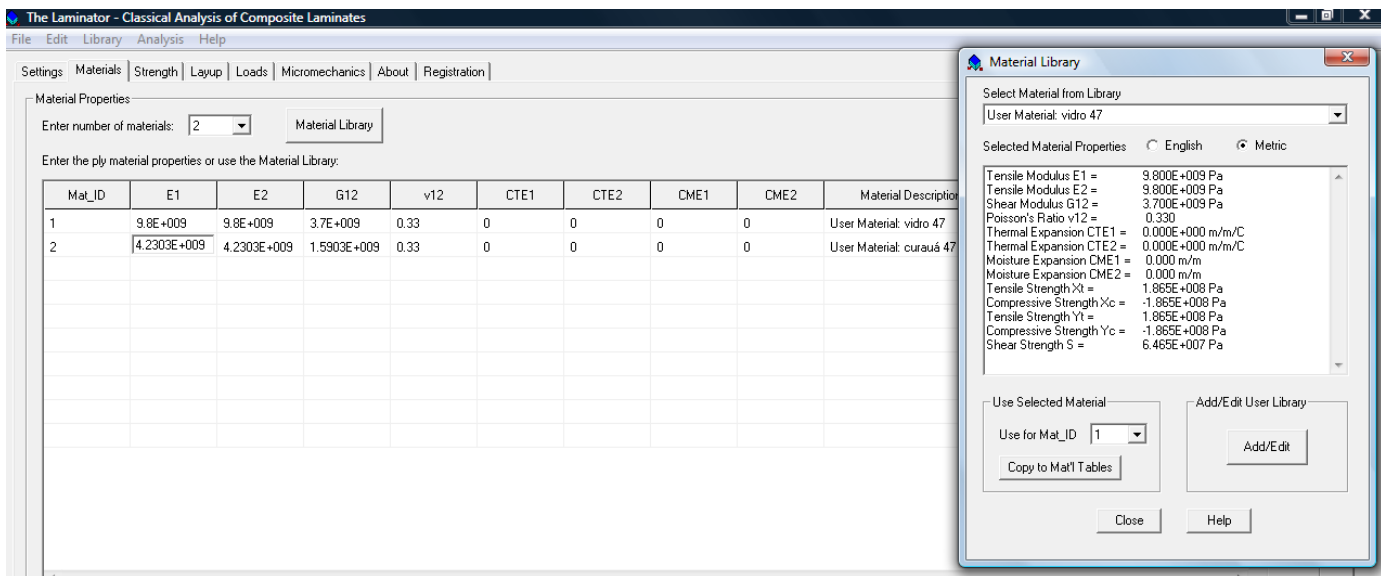 The Laminator - Classical Analysis of Composite Laminates
File Edit Library Analysis Help
Settings Materials Strength Layup Loads Micromechanics About Registration
Material Properties
Enter number of materials: 2 Material Library
Enter the ply material properties or use the Material Library:
Mat_ID E1 E2 G12 v12 CTE1 CTE2 CME1 CME2 Material Description
1 9.8E+009 9.8E+009 3.7E+009 0.33 0 0 0 0 User Material: vidro 47
2 4.2303E+009 4.2303E+009 1.5903E+009 0.33 0 0 0 0 User Material: curauá 47
Material Library
Select Material from Library
User Material: vidro 47
Selected Material Properties English Metric
Tensile Modulus E1 = 9.800E+009 Pa
Tensile Modulus E2 = 9.800E+009 Pa
Shear Modulus G12 = 3.700E+009 Pa
Poisson's Ratio v12 = 0.330
Thermal Expansion CTE1 = 0.000E+000 m/m/C
Thermal Expansion CTE2 = 0.000E+000 m/m/C
Moisture Expansion CME1 = 0.000 m/m
Moisture Expansion CME2 = 0.000 m/m
Tensile Strength Xt = 1.865E+008 Pa
Compressive Strength Xc = -1.865E+008 Pa
Tensile Strength Yt = 1.865E+008 Pa
Compressive Strength Yc = -1.865E+008 Pa
Shear Strength S = 6.465E+007 Pa
Use Selected Material
Use for Mat_ID 1
Copy to Mat'l Tables
Add/Edit User Library
Add/Edit
Close Help